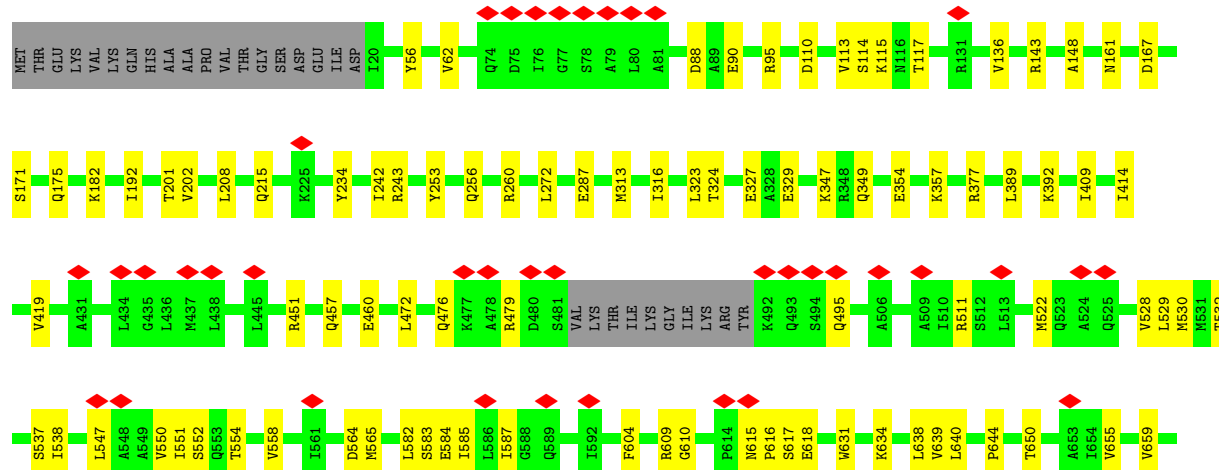 MET THR GLU LYS VAL LYS GLN HIS ALA ALA PRO VAL THR GLY SER ASP GLU ILE ASP I20 Y56 V62 Q74 D75 I76 G77 S78 A79 L80 A81 D88 A89 E90 R95 D110 V113 S114 K115 N116 T117 R131 V136 R143 A148 N161 D167
S171 Q175 K182 I192 T201 V202 L208 Q215 K225 Y234 I242 R243 Y253 Q256 R260 L272 E287 M313 I316 L323 T324 E327 A328 E329 K347 R348 Q349 E354 K357 R377 L389 K392 I409 I414
V419 A431 L434 G435 L436 M437 L438 L445 R451 Q457 E460 L472 Q476 K477 A478 R479 D480 S481 VAL LYS THR ILE LYS GLY ILE LYS ARG TYR K492 Q493 S494 Q495 A506 A509 I510 R511 S512 L513 M522 Q523 A524 Q525 V528 L529 M530 M531
S537 I538 L547 A548 A549 V550 I551 S552 Q553 T554 V558 I561 D564 M565 L582 S583 E584 I585 L586 I587 G588 Q589 I592 F604 R609 G610 P614 N615 P616 S617 E618 W631 K634 L638 V639 L640 P644 T650 A653 I654 V655 V659